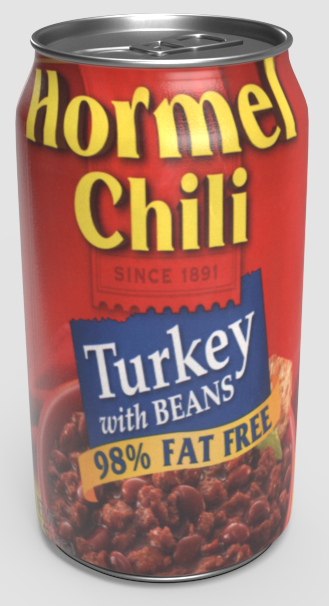 Hormel
Chili
SINCE 1891
Turkey
with BEANS
98% FAT FREE